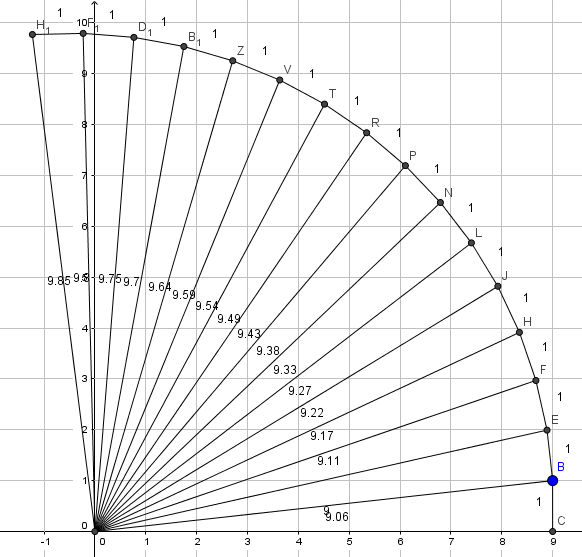 H₁ 1 10 F₁ 1 D₁ 1
B₁ 1
Z 1
9 V 1
T 1
8 R 1
P 1
7
N 1
6
L 1
5 J
9.85 9.8 9.75 9.7 9.64 9.59 1
9.54
4 9.49 H
9.43 1
9.38
3 9.33 F
9.27 1
9.22
2 E
9.17 1
9.11 B
1
9 1
9.06 C
0
-1 0 1 2 3 4 5 6 7 8 9